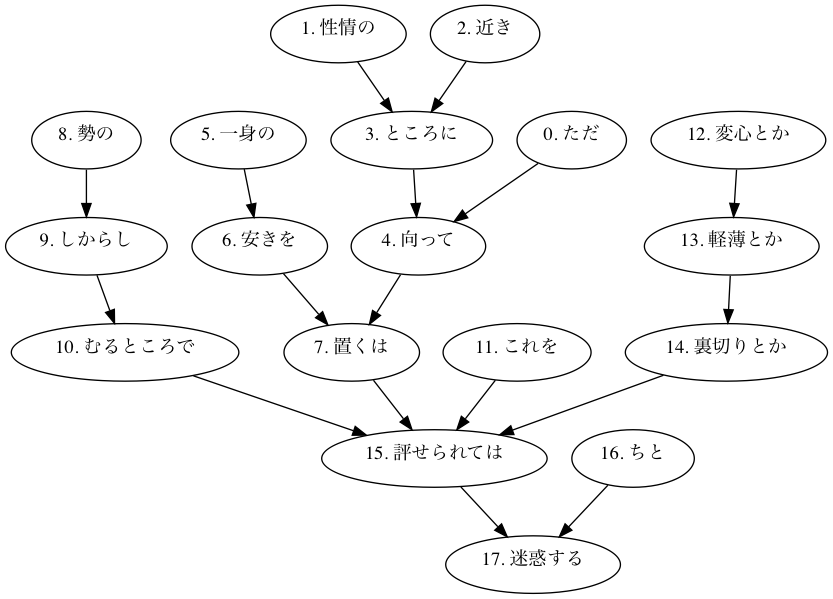 1. 性情の
2. 近き
8. 勢の
5. 一身の
3. ところに
0. ただ
12. 変心とか
9. しからし
6. 安きを
4. 向って
13. 軽薄とか
10. むるところで
7. 置くは
11. これを
14. 裏切りとか
15. 評せられては
16. ちと
17. 迷惑する